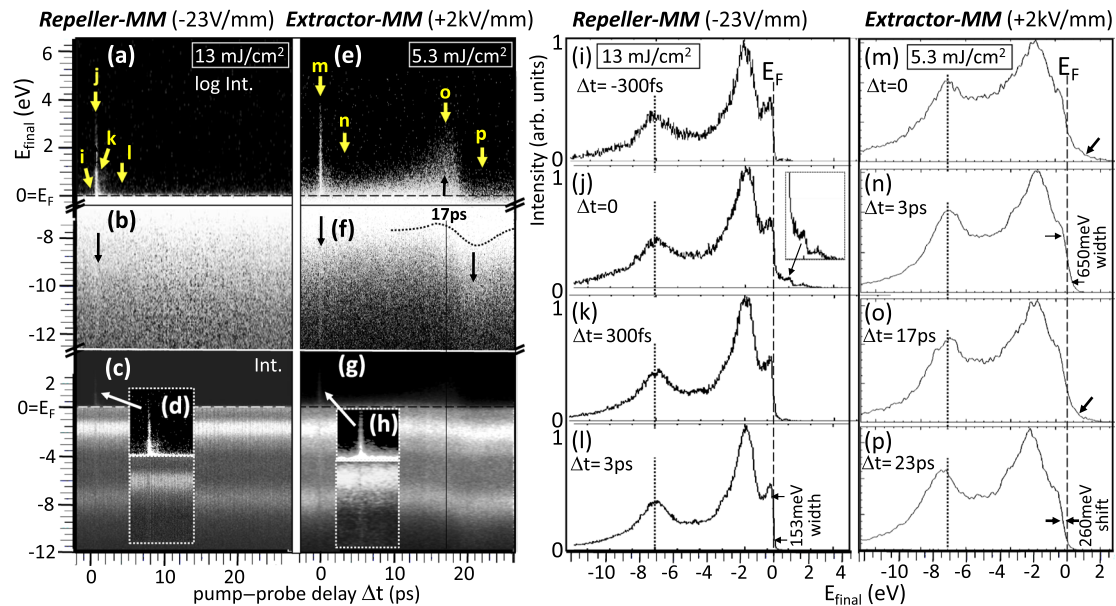 Repeller-MM (-23V/mm) Extractor-MM (+2kV/mm) Repeller-MM (-23V/mm) Extractor-MM (+2kV/mm)
(a) 13 mJ/cm²
log Int.
j
k
i
l
(e) 5.3 mJ/cm²
m
n
o
p
E_final (eV)
6
4
2
0=E_F
(b)
17ps
(f)
-8
-10
-12
(c)
Int.
(d)
(g)
(h)
2
0=E_F
-4
-8
-12
0 10 20 0 10 20
pump–probe delay Δt (ps)
Intensity (arb. units)
1
(i) 13 mJ/cm²
Δt= -300fs
E_F
0
1
(j)
Δt=0
0
1
(k)
Δt=300fs
0
1
(l)
Δt=3ps
153meV
width
0
(m) 5.3 mJ/cm²
Δt=0
E_F
(n)
Δt=3ps
650meV
width
(o)
Δt=17ps
(p)
Δt=23ps
260meV
shift
-12 -10 -8 -6 -4 -2 0 2 4 -10 -8 -6 -4 -2 0 2 4
E_final (eV)